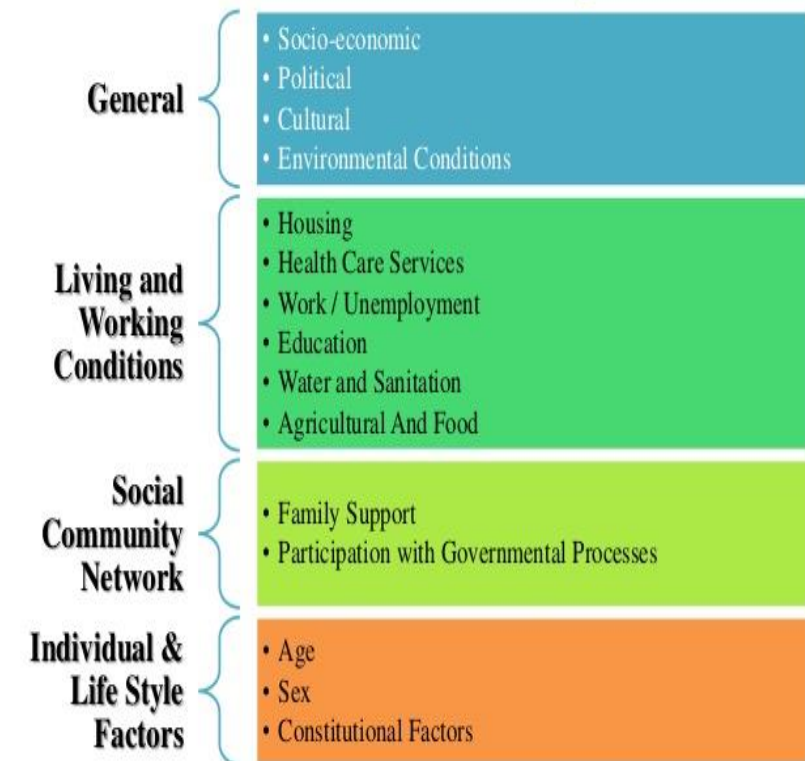 General
• Socio-economic
• Political
• Cultural
• Environmental Conditions
Living and
Working
Conditions
• Housing
• Health Care Services
• Work / Unemployment
• Education
• Water and Sanitation
• Agricultural And Food
Social
Community
Network
• Family Support
• Participation with Governmental Processes
Individual &
Life Style
Factors
• Age
• Sex
• Constitutional Factors